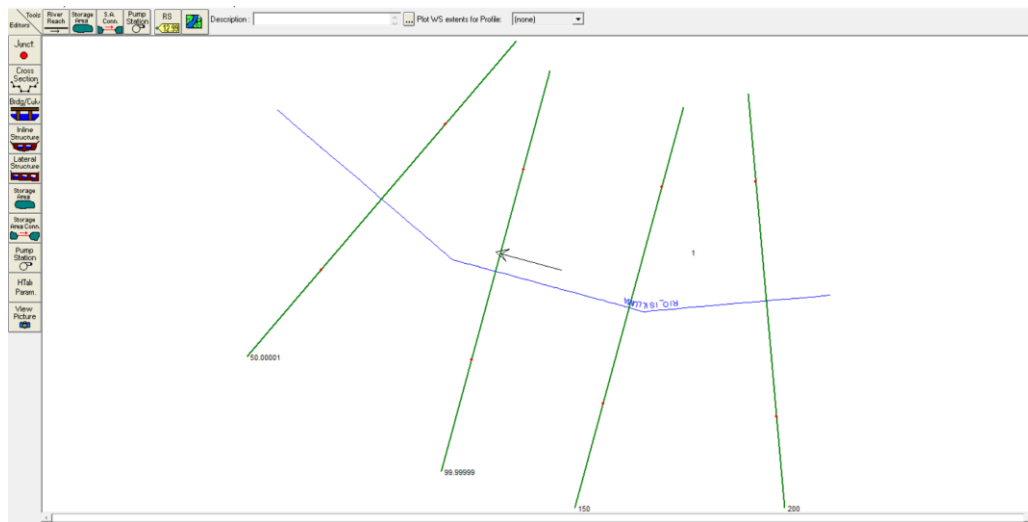 Tools
Editors
River
Reach
Storage
Area
S.A.
Conn.
Pump
Station
RS
12.99
Description :
...
Plot WS extents for Profile:
(none)
Junct.
Cross
Section
Brdg/Culv
Inline
Structure
Lateral
Structure
Storage
Area
Storage
Area Conn.
Pump
Station
HTab
Param.
View
Picture
1
50.00001
99.99999
150
200